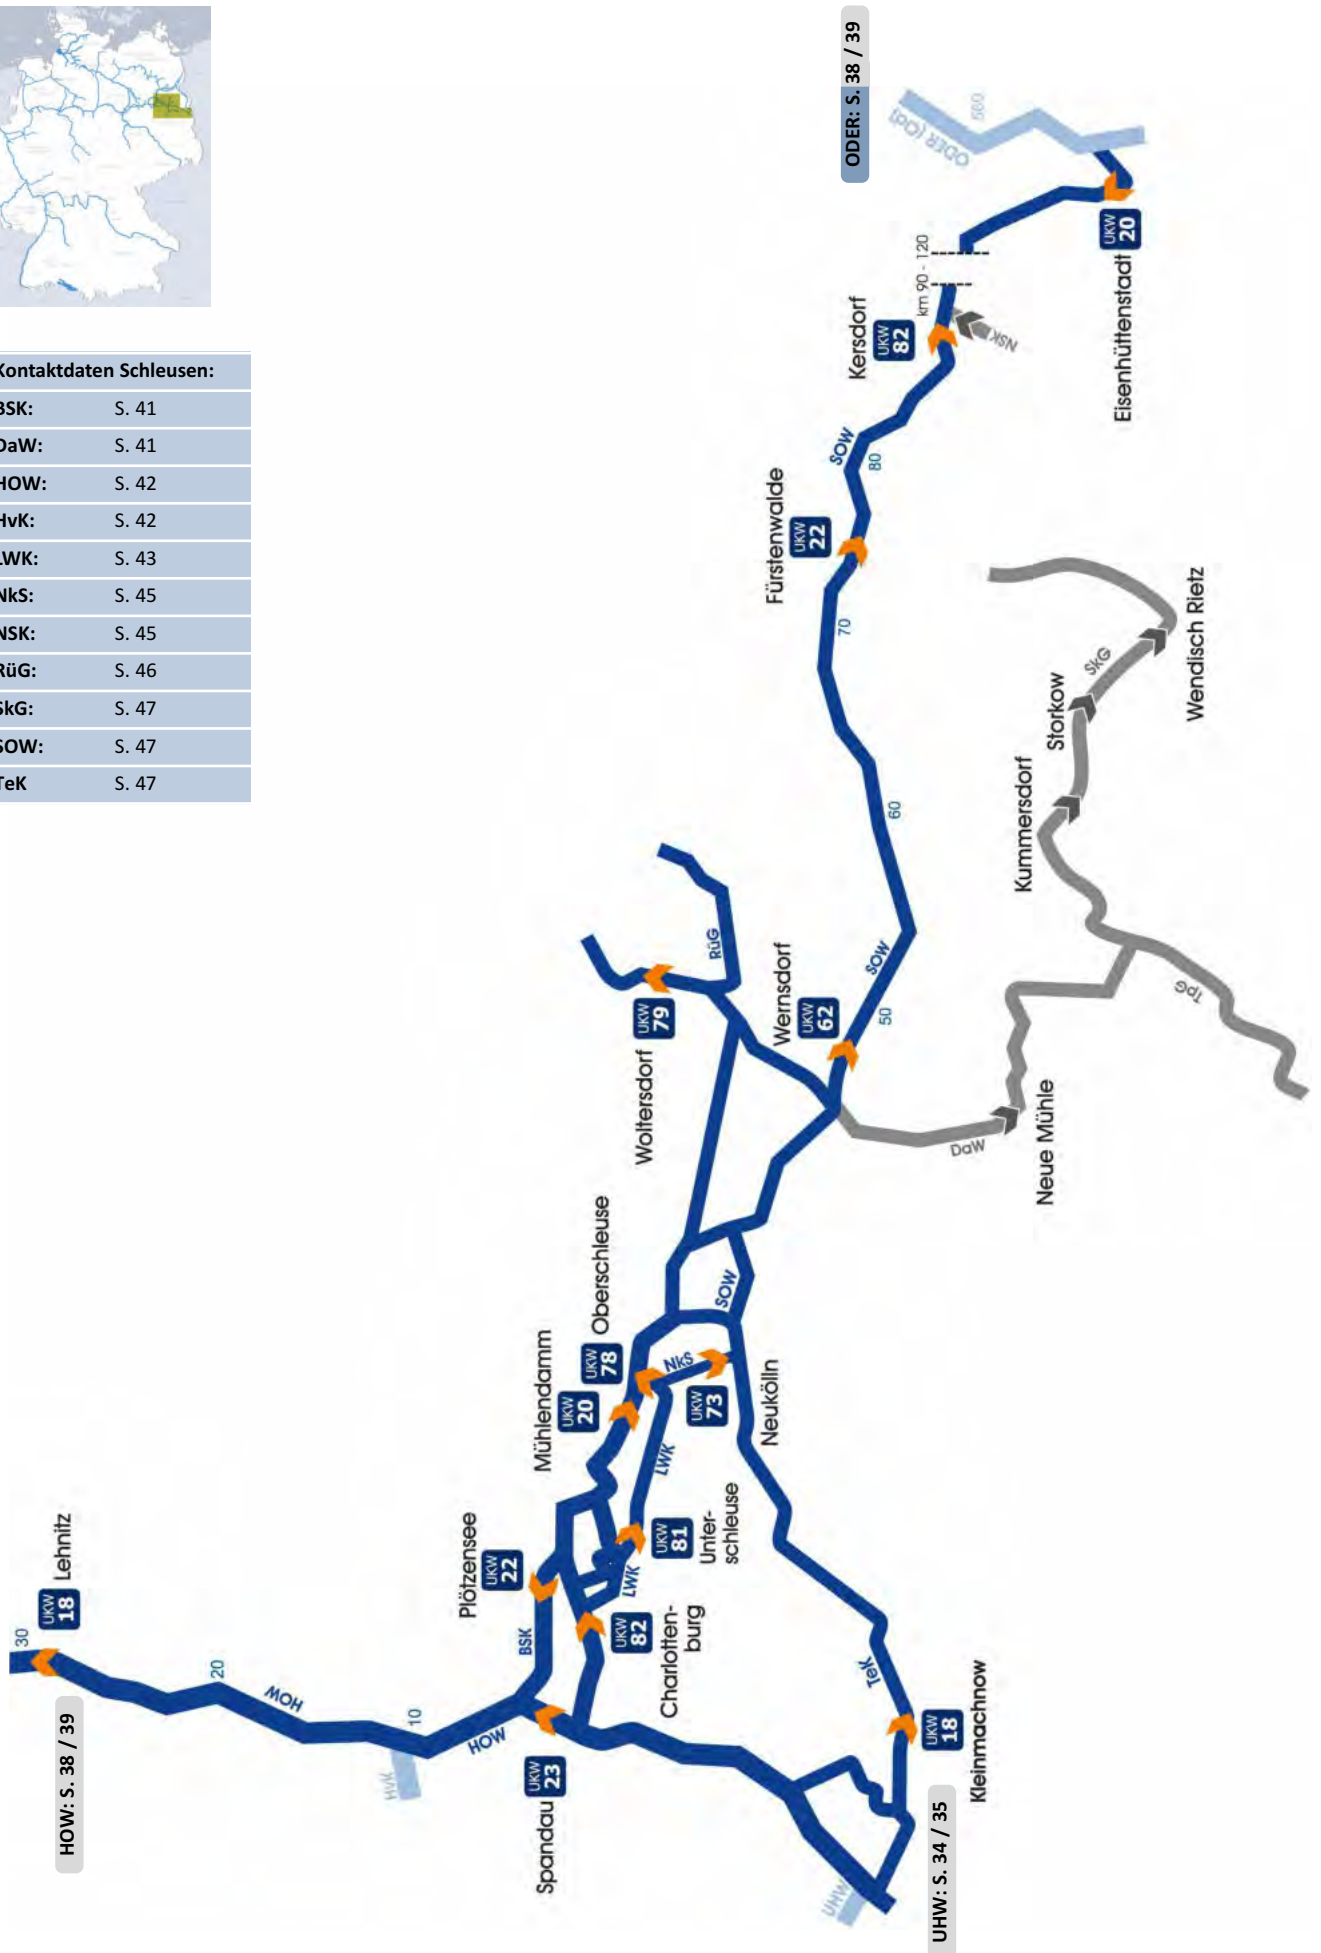 ODER: S. 38 / 39
ODER (Od)
560
Kontaktdaten Schleusen:
BSK: S. 41
DaW: S. 41
HOW: S. 42
HvK: S. 42
LWK: S. 43
NkS: S. 45
NSK: S. 45
RüG: S. 46
SkG: S. 47
SOW: S. 47
TeK S. 47
UKW
20
Eisenhüttenstadt
km 90 - 120
Kersdorf
UKW
82
NSK
SOW
80
Fürstenwalde
UKW
22
70
60
Wendisch Rietz
SkG
Storkow
Kummersdorf
TpG
RüG
SOW
50
Wernsdorf
UKW
62
UKW
79
Woltersdorf
DaW
Neue Mühle
Oberschleuse
UKW
78
SOW
Mühlendamm
UKW
20
NkS
UKW
73
Neukölln
LWK
Plötzensee
UKW
22
UKW
81
Unter-
schleuse
LWK
UKW
82
Charlotten-
burg
BSK
Lehnitz
UKW
18
30
20
HOW
10
HOW
HvK
HOW: S. 38 / 39
UKW
23
Spandau
TeK
UKW
18
Kleinmachnow
UHW
UHW: S. 34 / 35